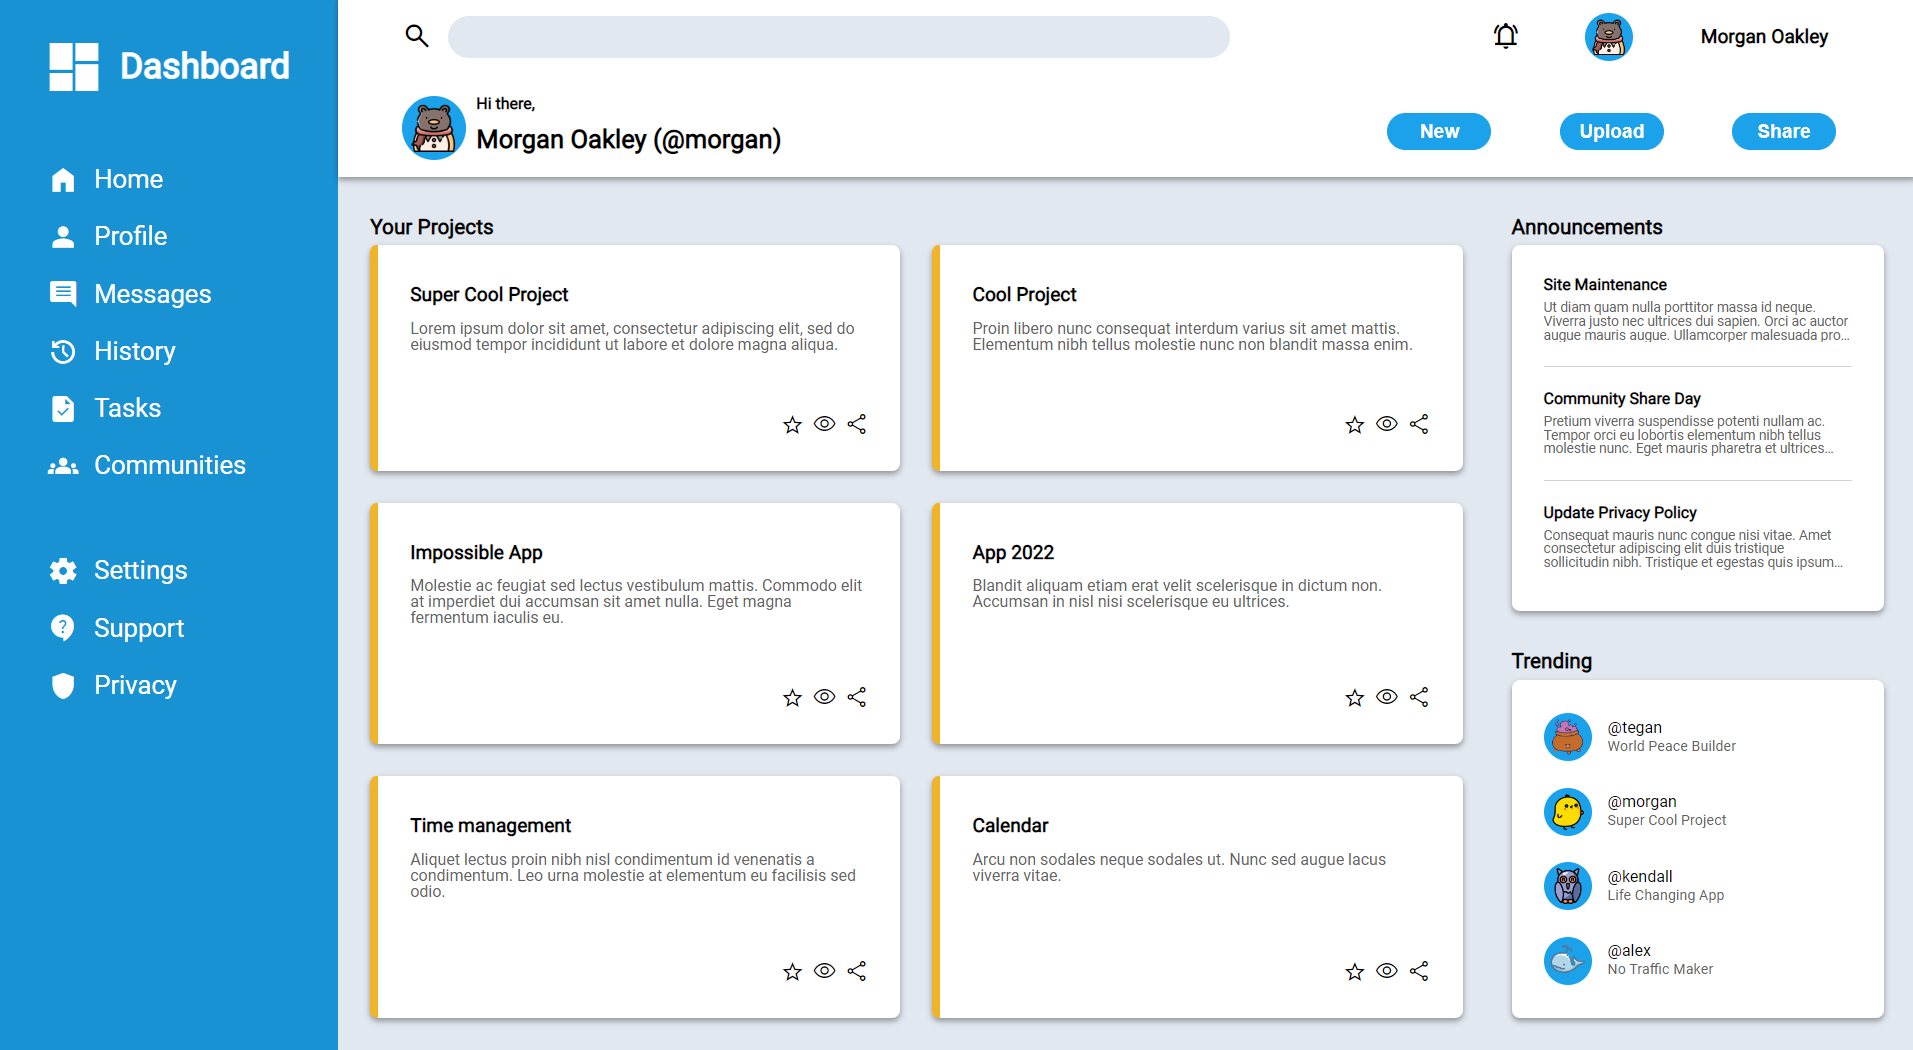 Dashboard
Home
Profile
Messages
History
Tasks
Communities
Settings
Support
Privacy
Morgan Oakley
Hi there,
Morgan Oakley (@morgan)
New
Upload
Share
Your Projects
Super Cool Project
Lorem ipsum dolor sit amet, consectetur adipiscing elit, sed do
eiusmod tempor incididunt ut labore et dolore magna aliqua.
Cool Project
Proin libero nunc consequat interdum varius sit amet mattis.
Elementum nibh tellus molestie nunc non blandit massa enim.
Impossible App
Molestie ac feugiat sed lectus vestibulum mattis. Commodo elit
at imperdiet dui accumsan sit amet nulla. Eget magna
fermentum iaculis eu.
App 2022
Blandit aliquam etiam erat velit scelerisque in dictum non.
Accumsan in nisl nisi scelerisque eu ultrices.
Time management
Aliquet lectus proin nibh nisl condimentum id venenatis a
condimentum. Leo urna molestie at elementum eu facilisis sed
odio.
Calendar
Arcu non sodales neque sodales ut. Nunc sed augue lacus
viverra vitae.
Announcements
Site Maintenance
Ut diam quam nulla porttitor massa id neque.
Viverra justo nec ultrices dui sapien. Orci ac auctor
augue mauris augue. Ullamcorper malesuada pro...
Community Share Day
Pretium viverra suspendisse potenti nullam ac.
Tempor orci eu lobortis elementum nibh tellus
molestie nunc. Eget mauris pharetra et ultrices...
Update Privacy Policy
Consequat mauris nunc congue nisi vitae. Amet
consectetur adipiscing elit duis tristique
sollicitudin nibh. Tristique et egestas quis ipsum...
Trending
@tegan
World Peace Builder
@morgan
Super Cool Project
@kendall
Life Changing App
@alex
No Traffic Maker